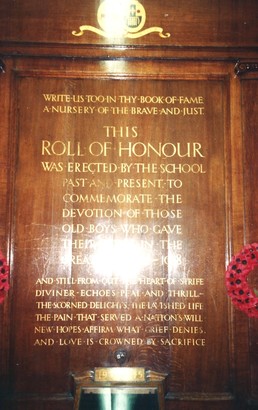 WRITE·US TOO IN THY·BOOK OF FAME
A NURSERY OF THE BRAVE·AND·JUST
THIS
ROLL OF HONOUR
WAS·ERECTED·BY·THE SCHOOL
PAST AND PRESENT·TO
COMMEMORATE·THE
DEVOTION·OF THOSE
OLD·BOYS·WHO·GAVE
IN·THE
AND·STILL·FROM OUT THE·HEART·OF STRIFE
DIVINER·ECHOES·PEAL·AND THRILL-
THE·SCORNED DELIGHTS, THE LAVISHED LIFE
THE PAIN·THAT·SERVED A·NATION'S·WILL
NEW·HOPES·AFFIRM WHAT GRIEF·DENIES,
AND·LOVE·IS CROWNED BY SACRIFICE